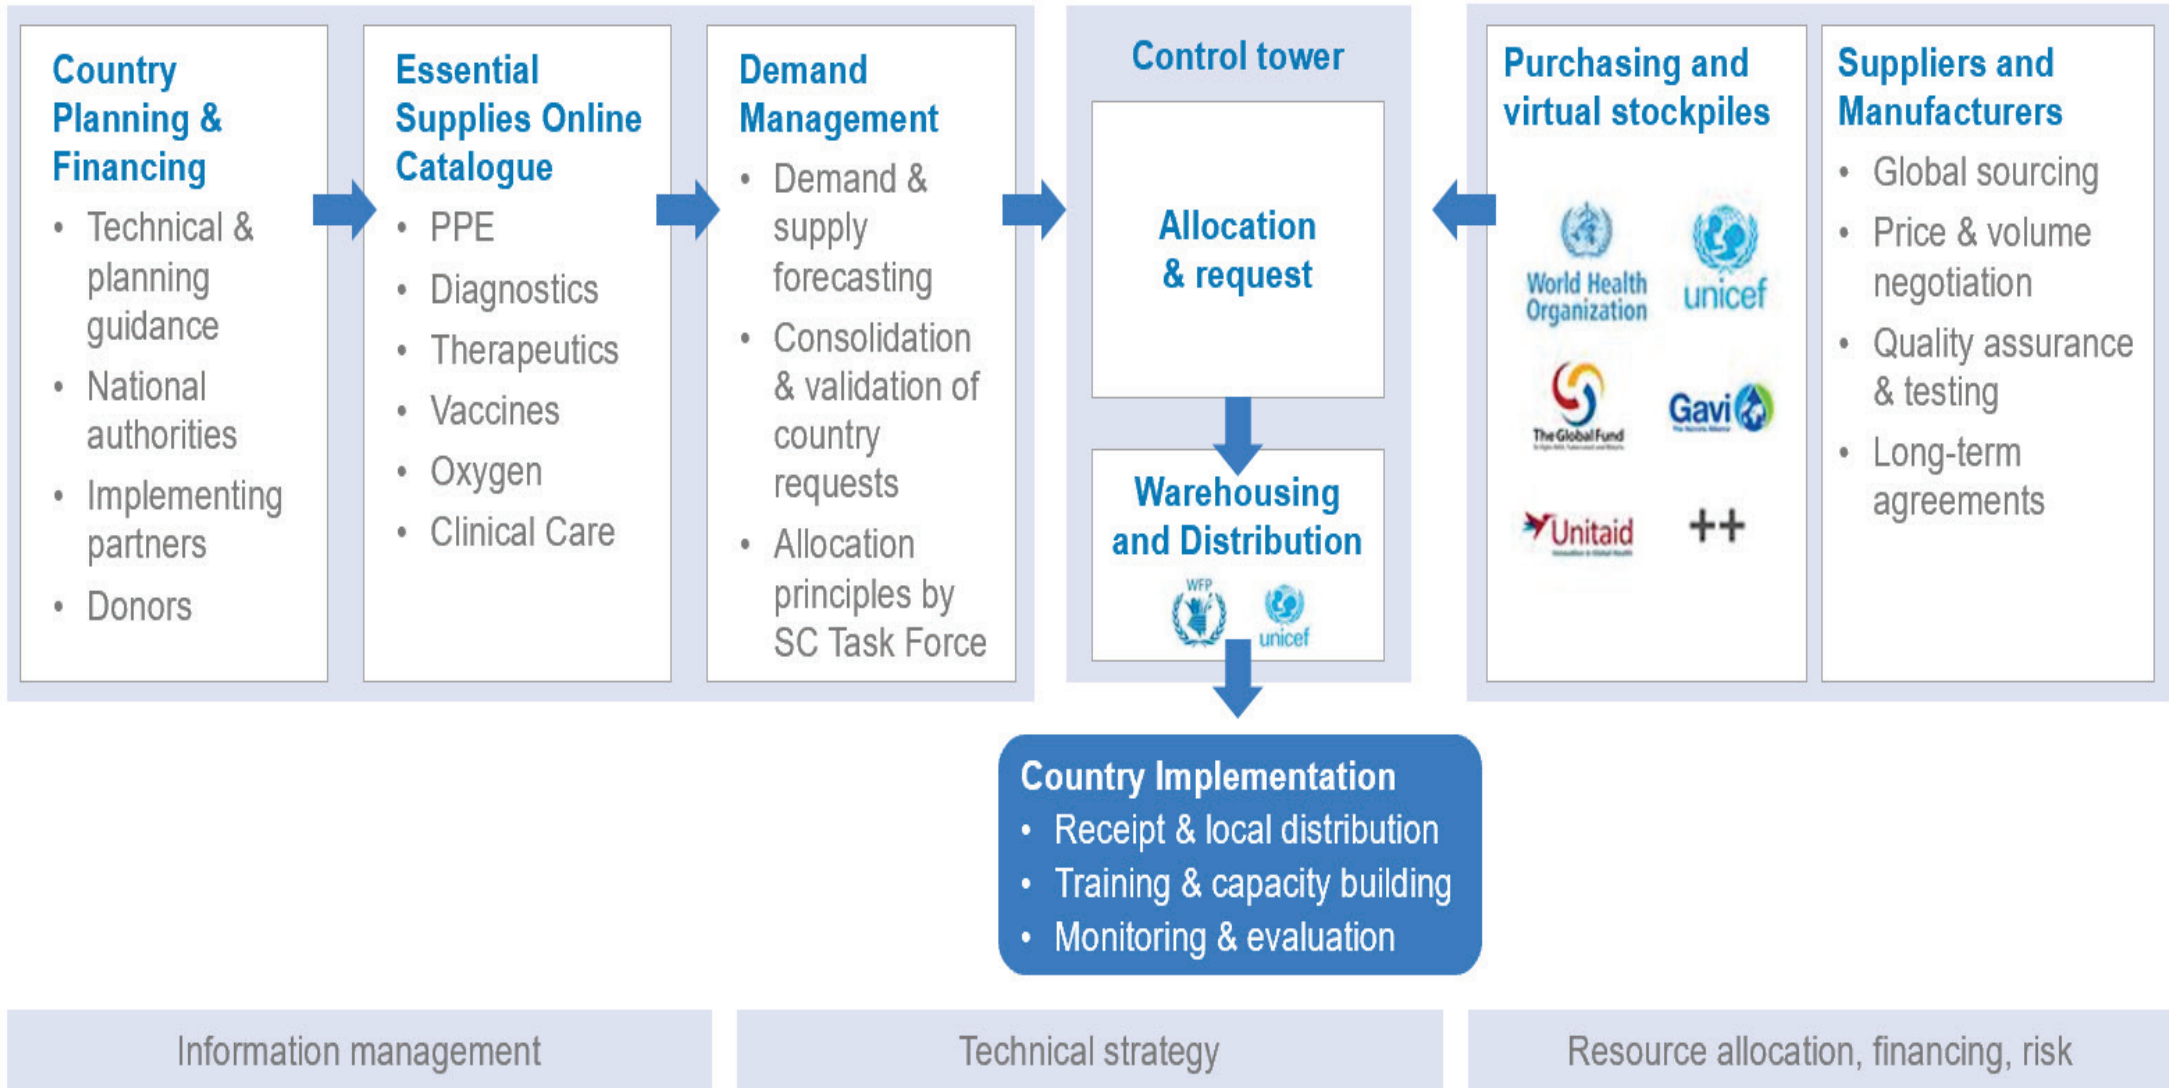 Country
Planning &
Financing
• Technical &
planning
guidance
• National
authorities
• Implementing
partners
• Donors
Essential
Supplies Online
Catalogue
• PPE
• Diagnostics
• Therapeutics
• Vaccines
• Oxygen
• Clinical Care
Demand
Management
• Demand &
supply
forecasting
• Consolidation
& validation of
country
requests
• Allocation
principles by
SC Task Force
Control tower
Allocation
& request
Warehousing
and Distribution
WFP
unicef
Purchasing and
virtual stockpiles
World Health
Organization
unicef
The Global Fund
Gavi
Unitaid
++
Suppliers and
Manufacturers
• Global sourcing
• Price & volume
negotiation
• Quality assurance
& testing
• Long-term
agreements
Country Implementation
• Receipt & local distribution
• Training & capacity building
• Monitoring & evaluation
Information management
Technical strategy
Resource allocation, financing, risk